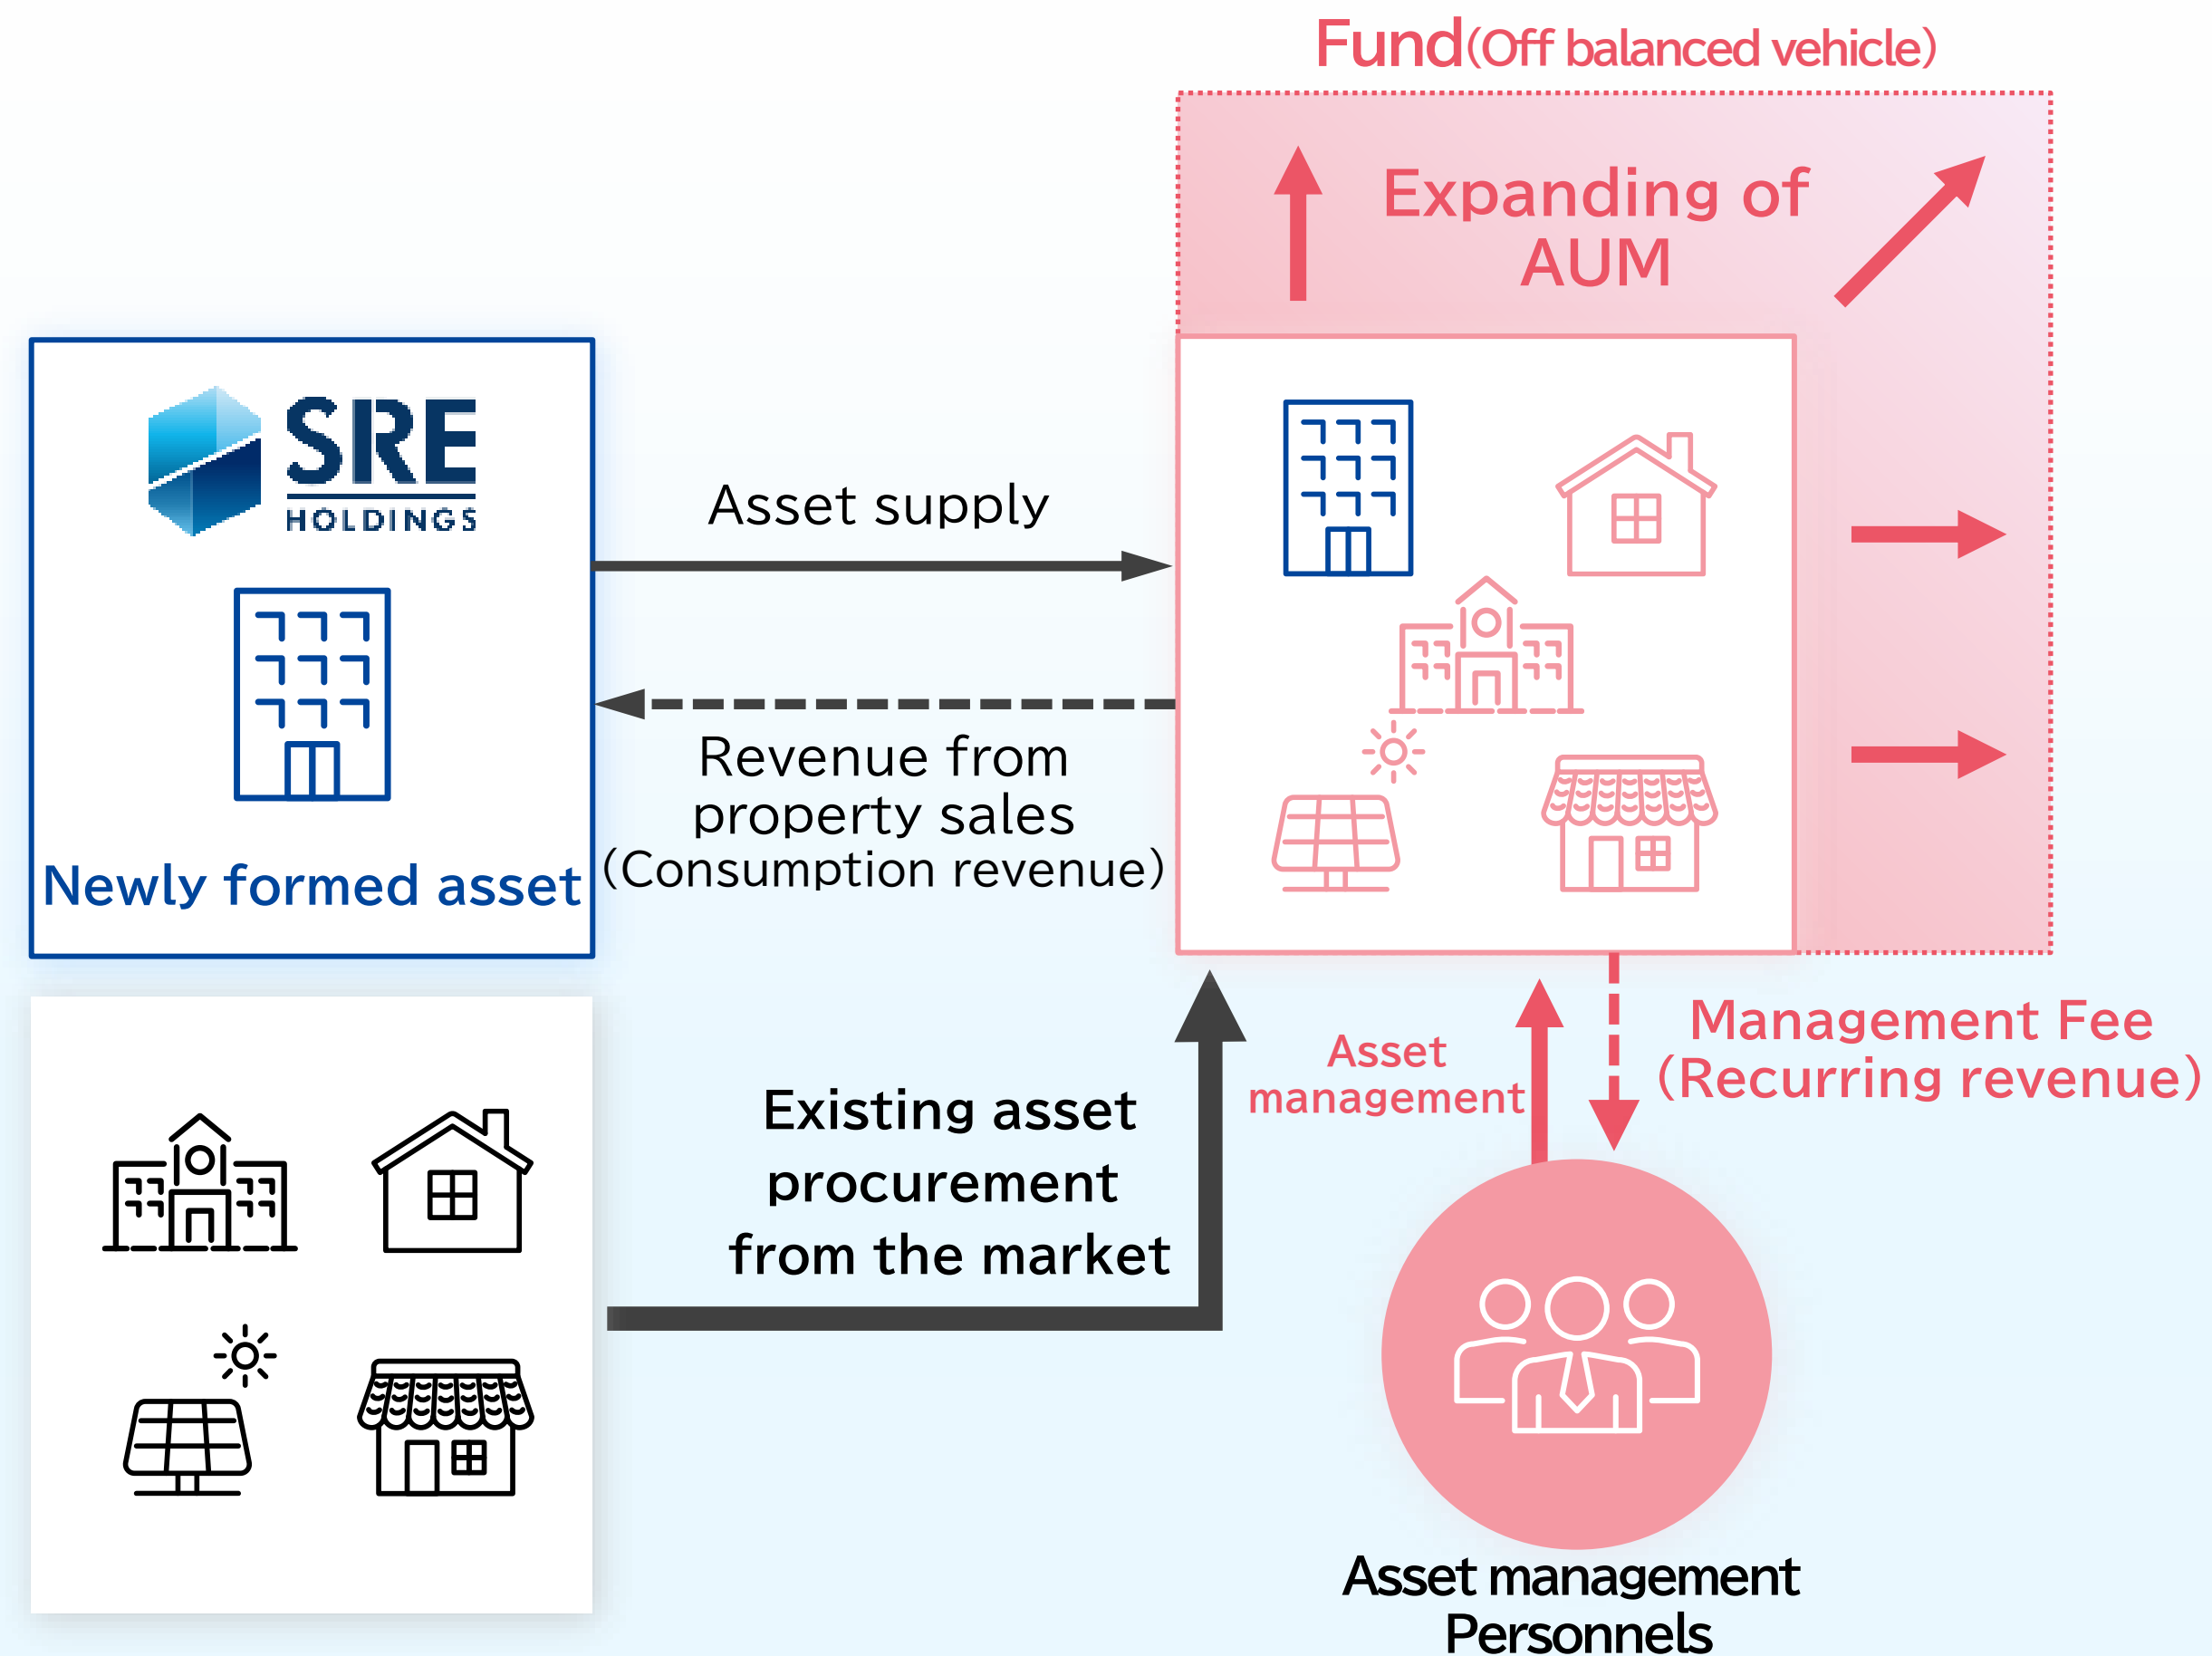 Fund(Off balanced vehicle)
Expanding of
AUM
SRE
HOLDINGS
Newly formed asset
Asset supply
Revenue from
property sales
(Consumption revenue)
Existing asset
procurement
from the market
Asset
management
Management Fee
(Recurring revenue)
Asset management
Personnels